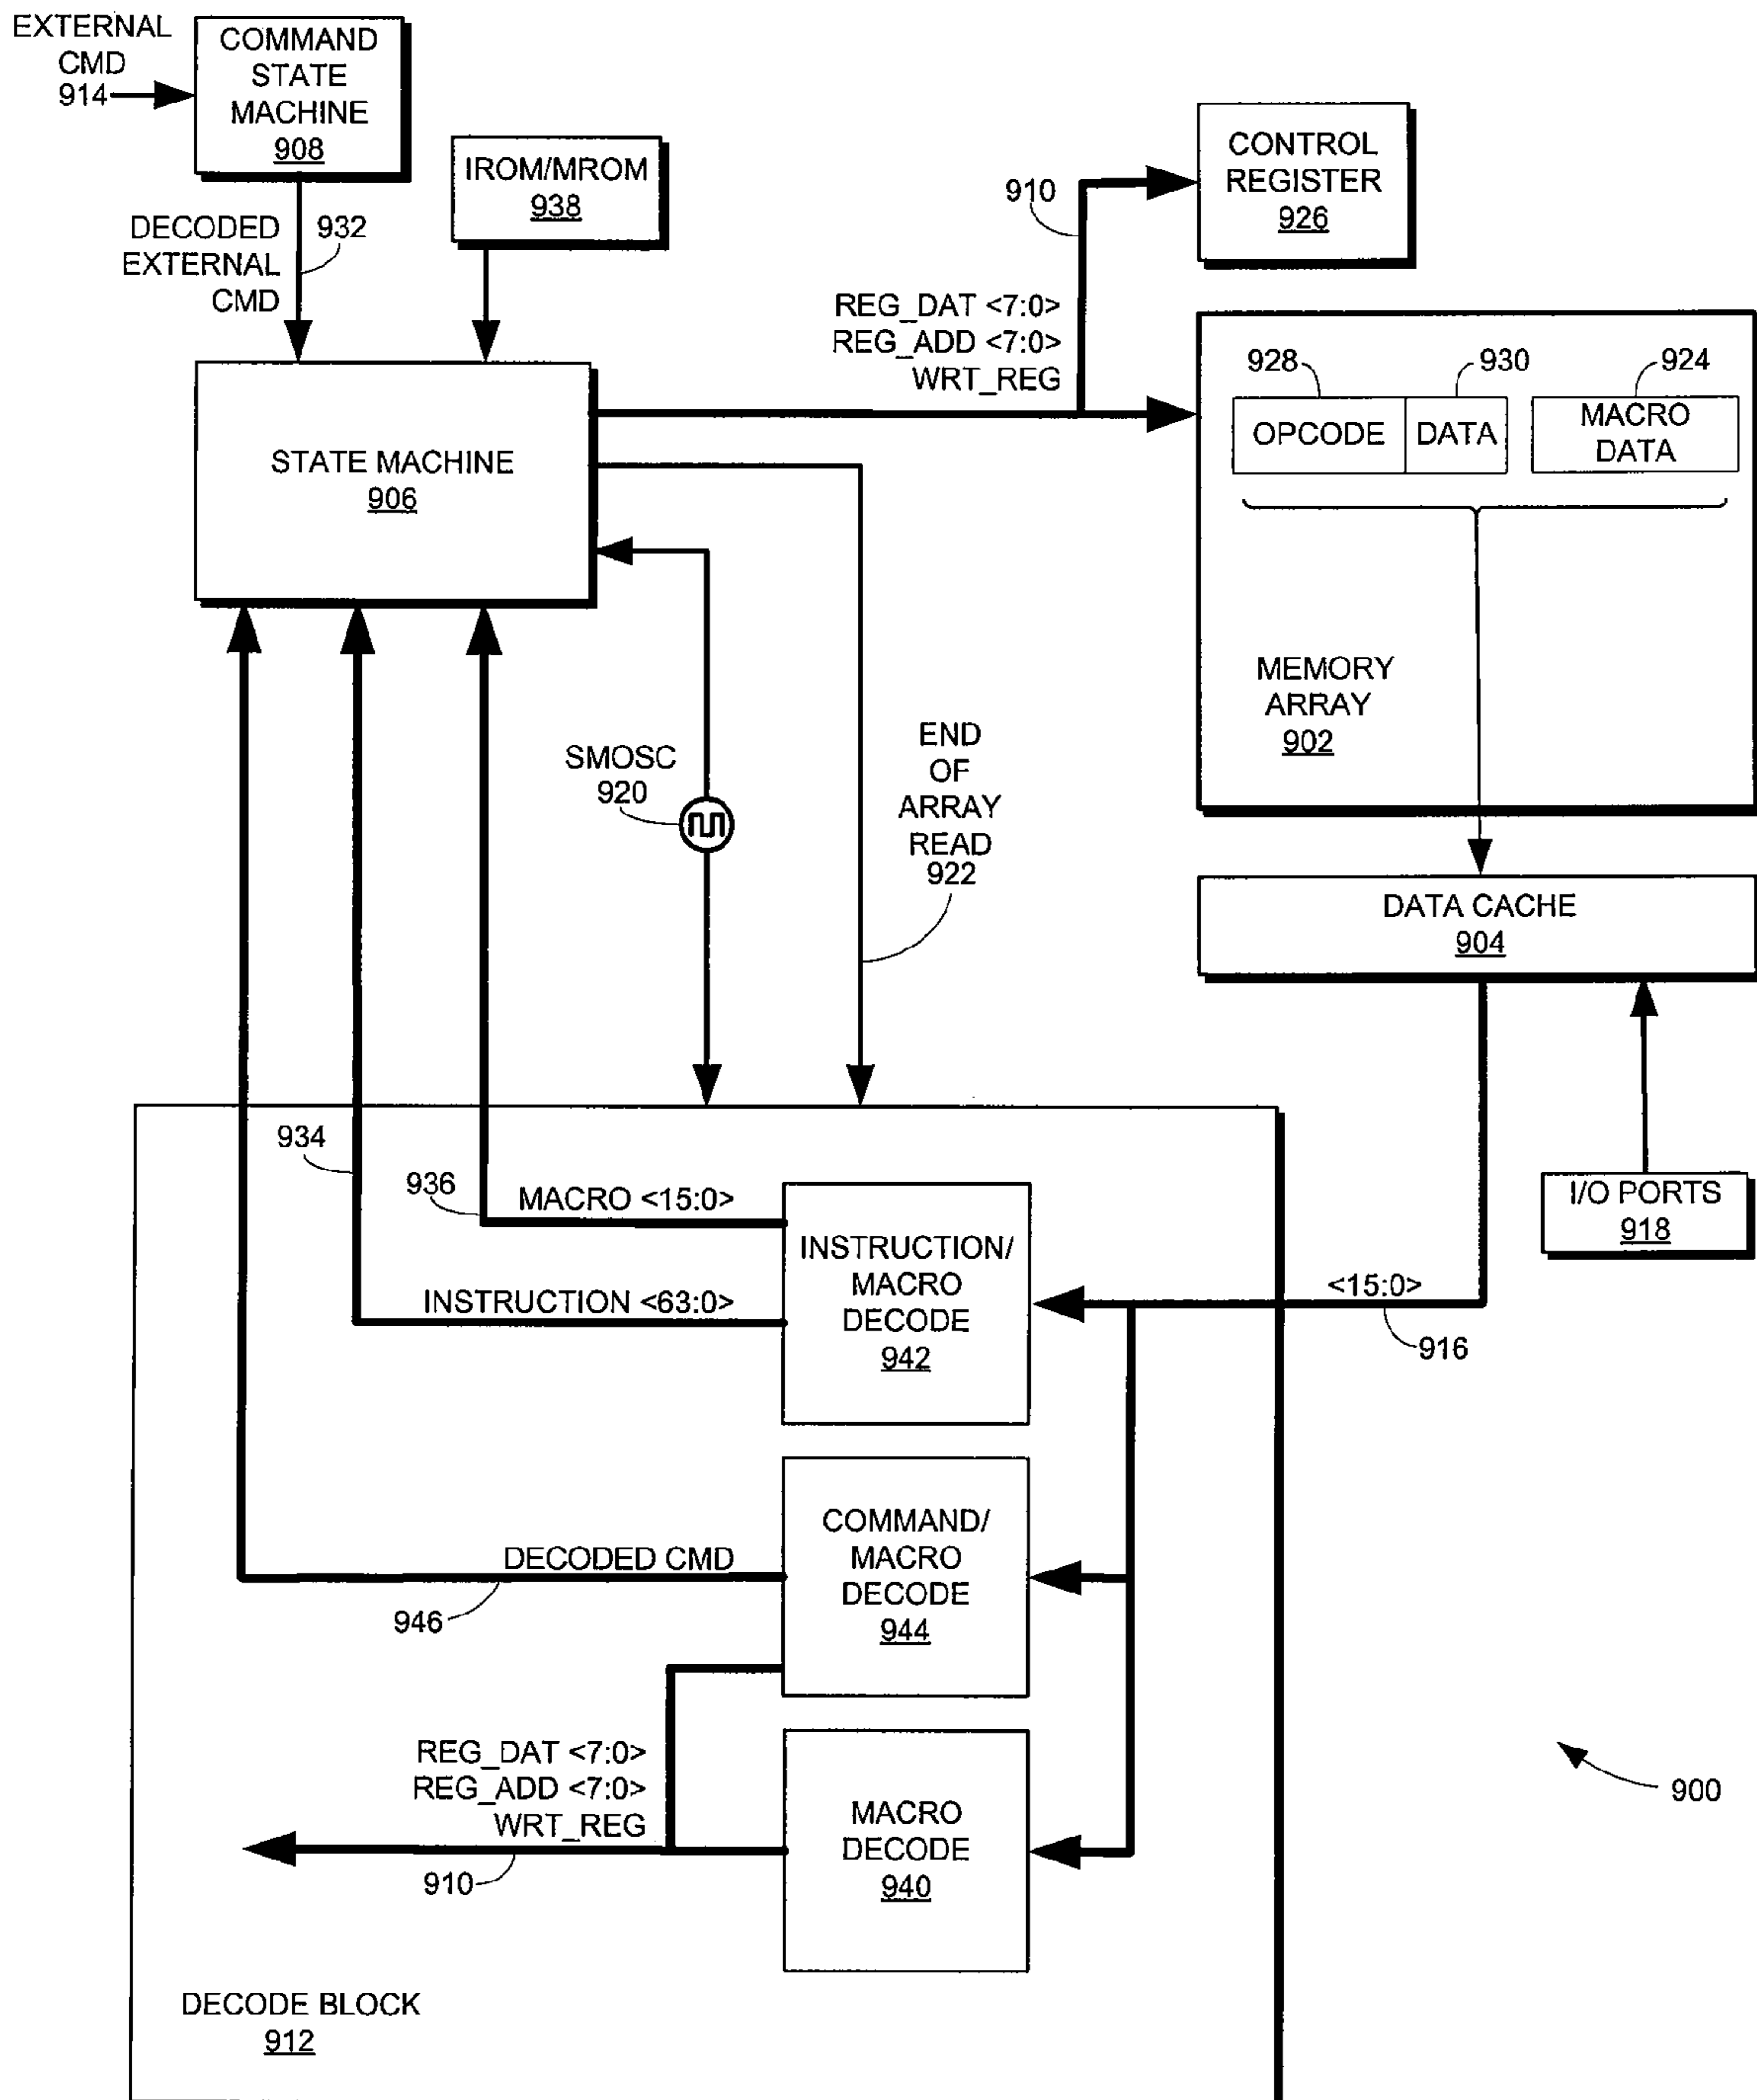 EXTERNAL
CMD
914
COMMAND
STATE
MACHINE
908
IROM/MROM
938
DECODED
EXTERNAL
CMD
932
CONTROL
REGISTER
926
910
REG_DAT <7:0>
REG_ADD <7:0>
WRT_REG
STATE MACHINE
906
928
930
924
OPCODE
DATA
MACRO
DATA
MEMORY
ARRAY
902
SMOSC
920
END
OF
ARRAY
READ
922
DATA CACHE
904
I/O PORTS
918
934
936
MACRO <15:0>
INSTRUCTION <63:0>
INSTRUCTION/
MACRO
DECODE
942
<15:0>
916
DECODED CMD
946
COMMAND/
MACRO
DECODE
944
REG_DAT <7:0>
REG_ADD <7:0>
WRT_REG
910
MACRO
DECODE
940
900
DECODE BLOCK
912